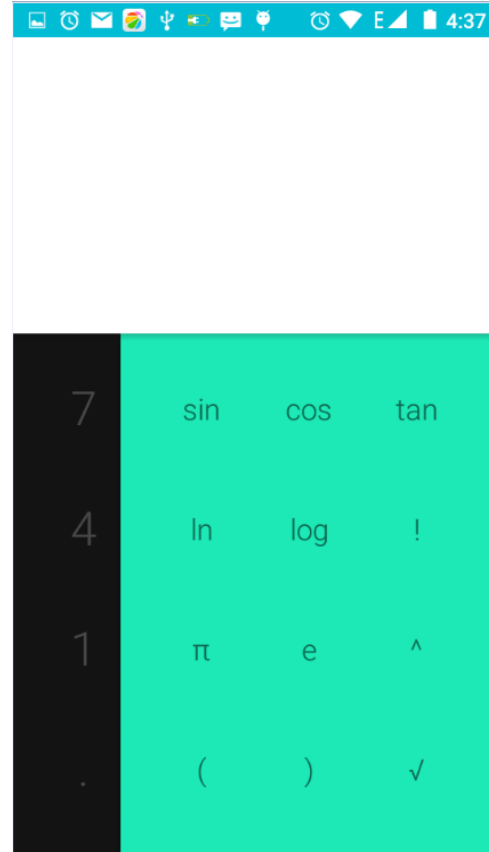 E 4:37
7 sin cos tan
4 ln log !
1 π e ^
. ( ) √